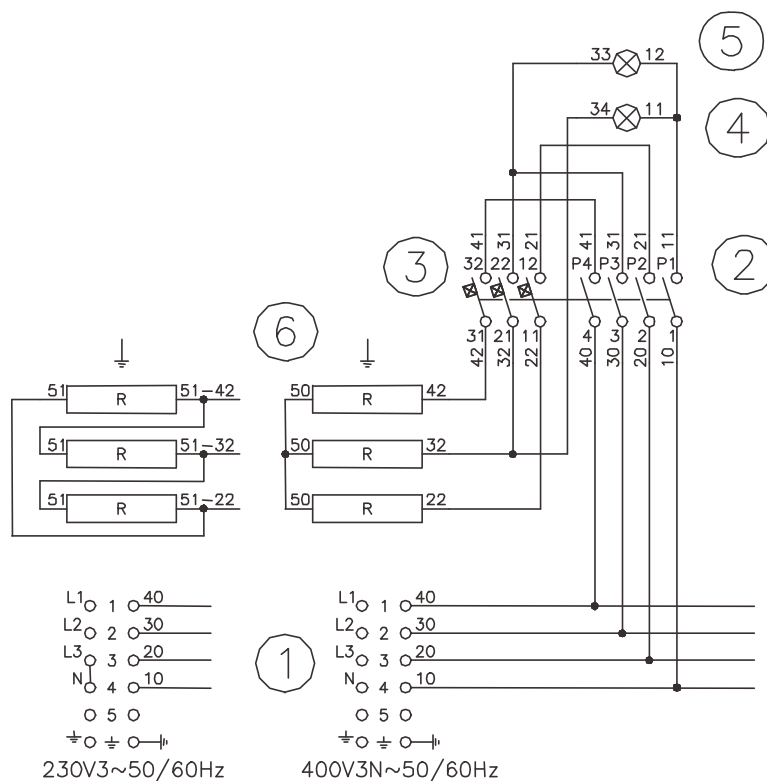 5
33 12
34 11
4
41 31 21 41 31 21 11
3
32 22 12 P4 P3 P2 P1
2
31 21 11 4 3 2 1
42 32 22 40 30 20 10
6
51 R 51-42
50 R 42
51 R 51-32
50 R 32
51 R 51-22
50 R 22
L1 1 40
L1 1 40
L2 2 30
L2 2 30
L3 3 20
L3 3 20
1
N 4 10
N 4 10
5
5
230V3~50/60Hz
400V3N~50/60Hz